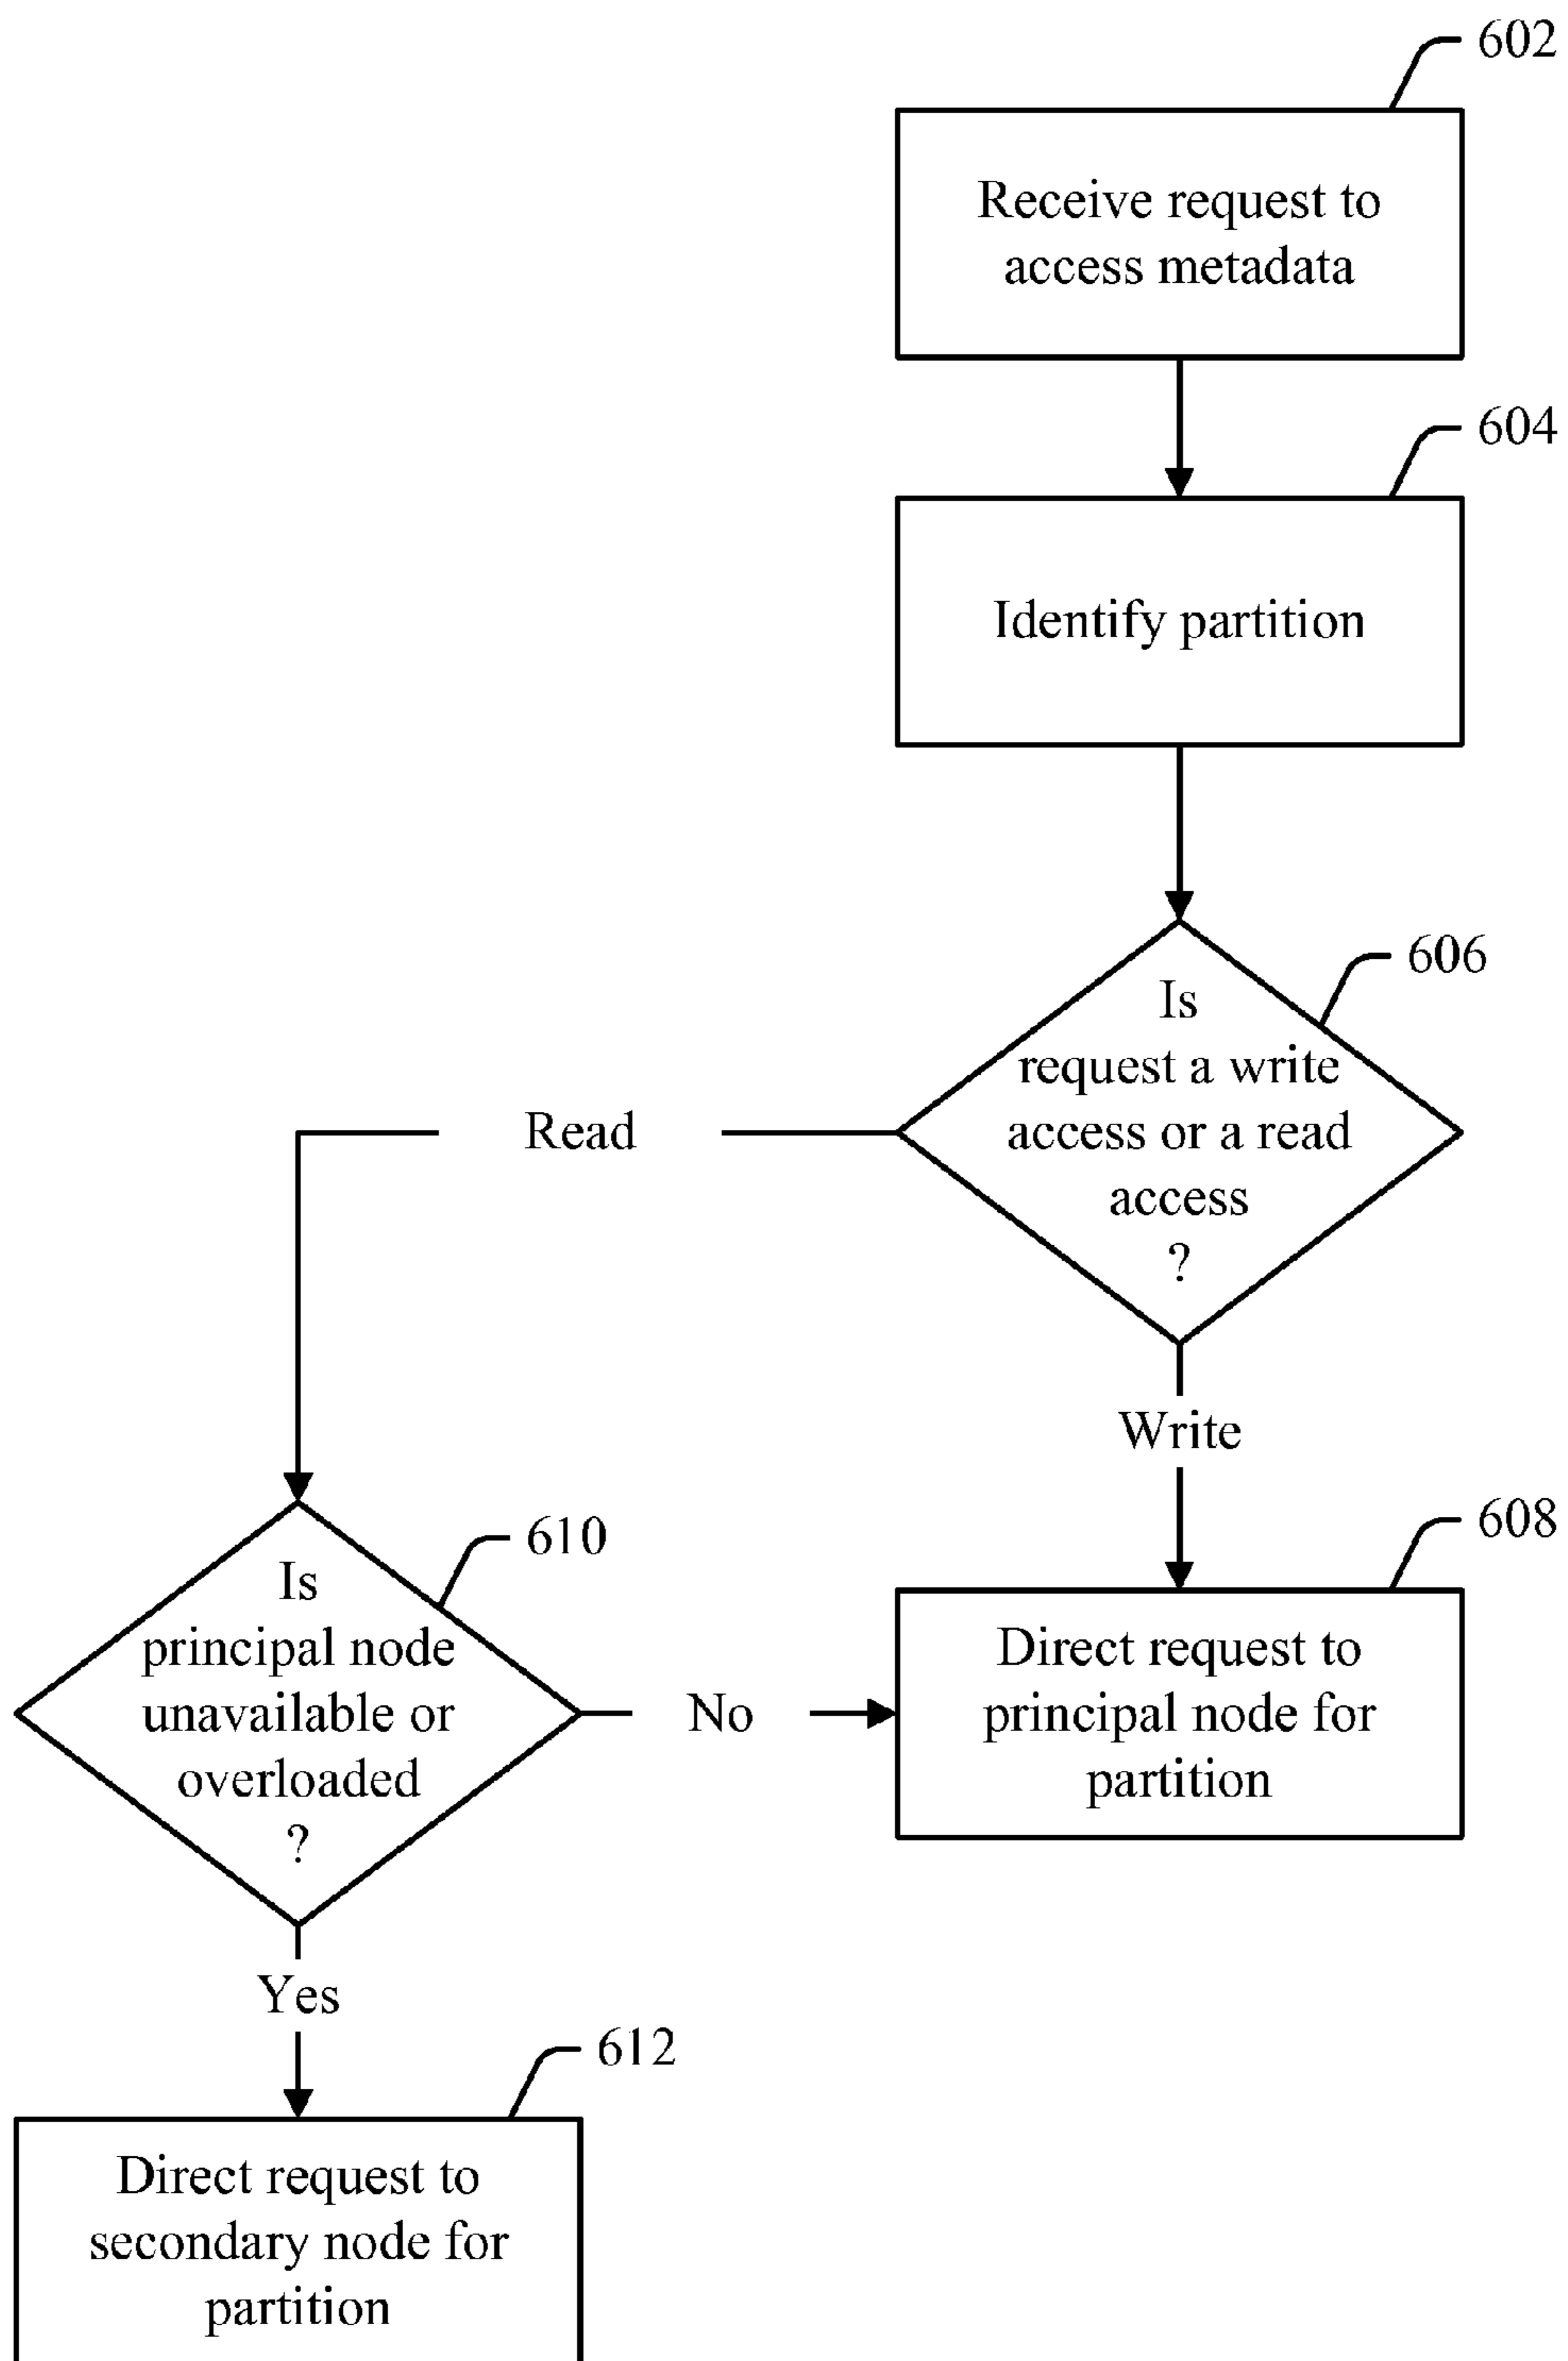 602
Receive request to
access metadata
604
Identify partition
606
Is
request a write
access or a read
access
?
Read
Write
610
Is
principal node
unavailable or
overloaded
?
No
608
Direct request to
principal node for
partition
Yes
612
Direct request to
secondary node for
partition